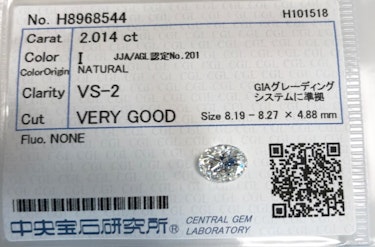 No. H8968544 H101518
Carat 2.014 ct
Color I JJA/AGL認定No.201
ColorOrigin NATURAL
Clarity VS-2 GIAグレーディング
システムに準拠
Cut VERY GOOD Size 8.19 - 8.27 × 4.88 mm
Fluo. NONE
中央宝石研究所® CENTRAL GEM
LABORATORY